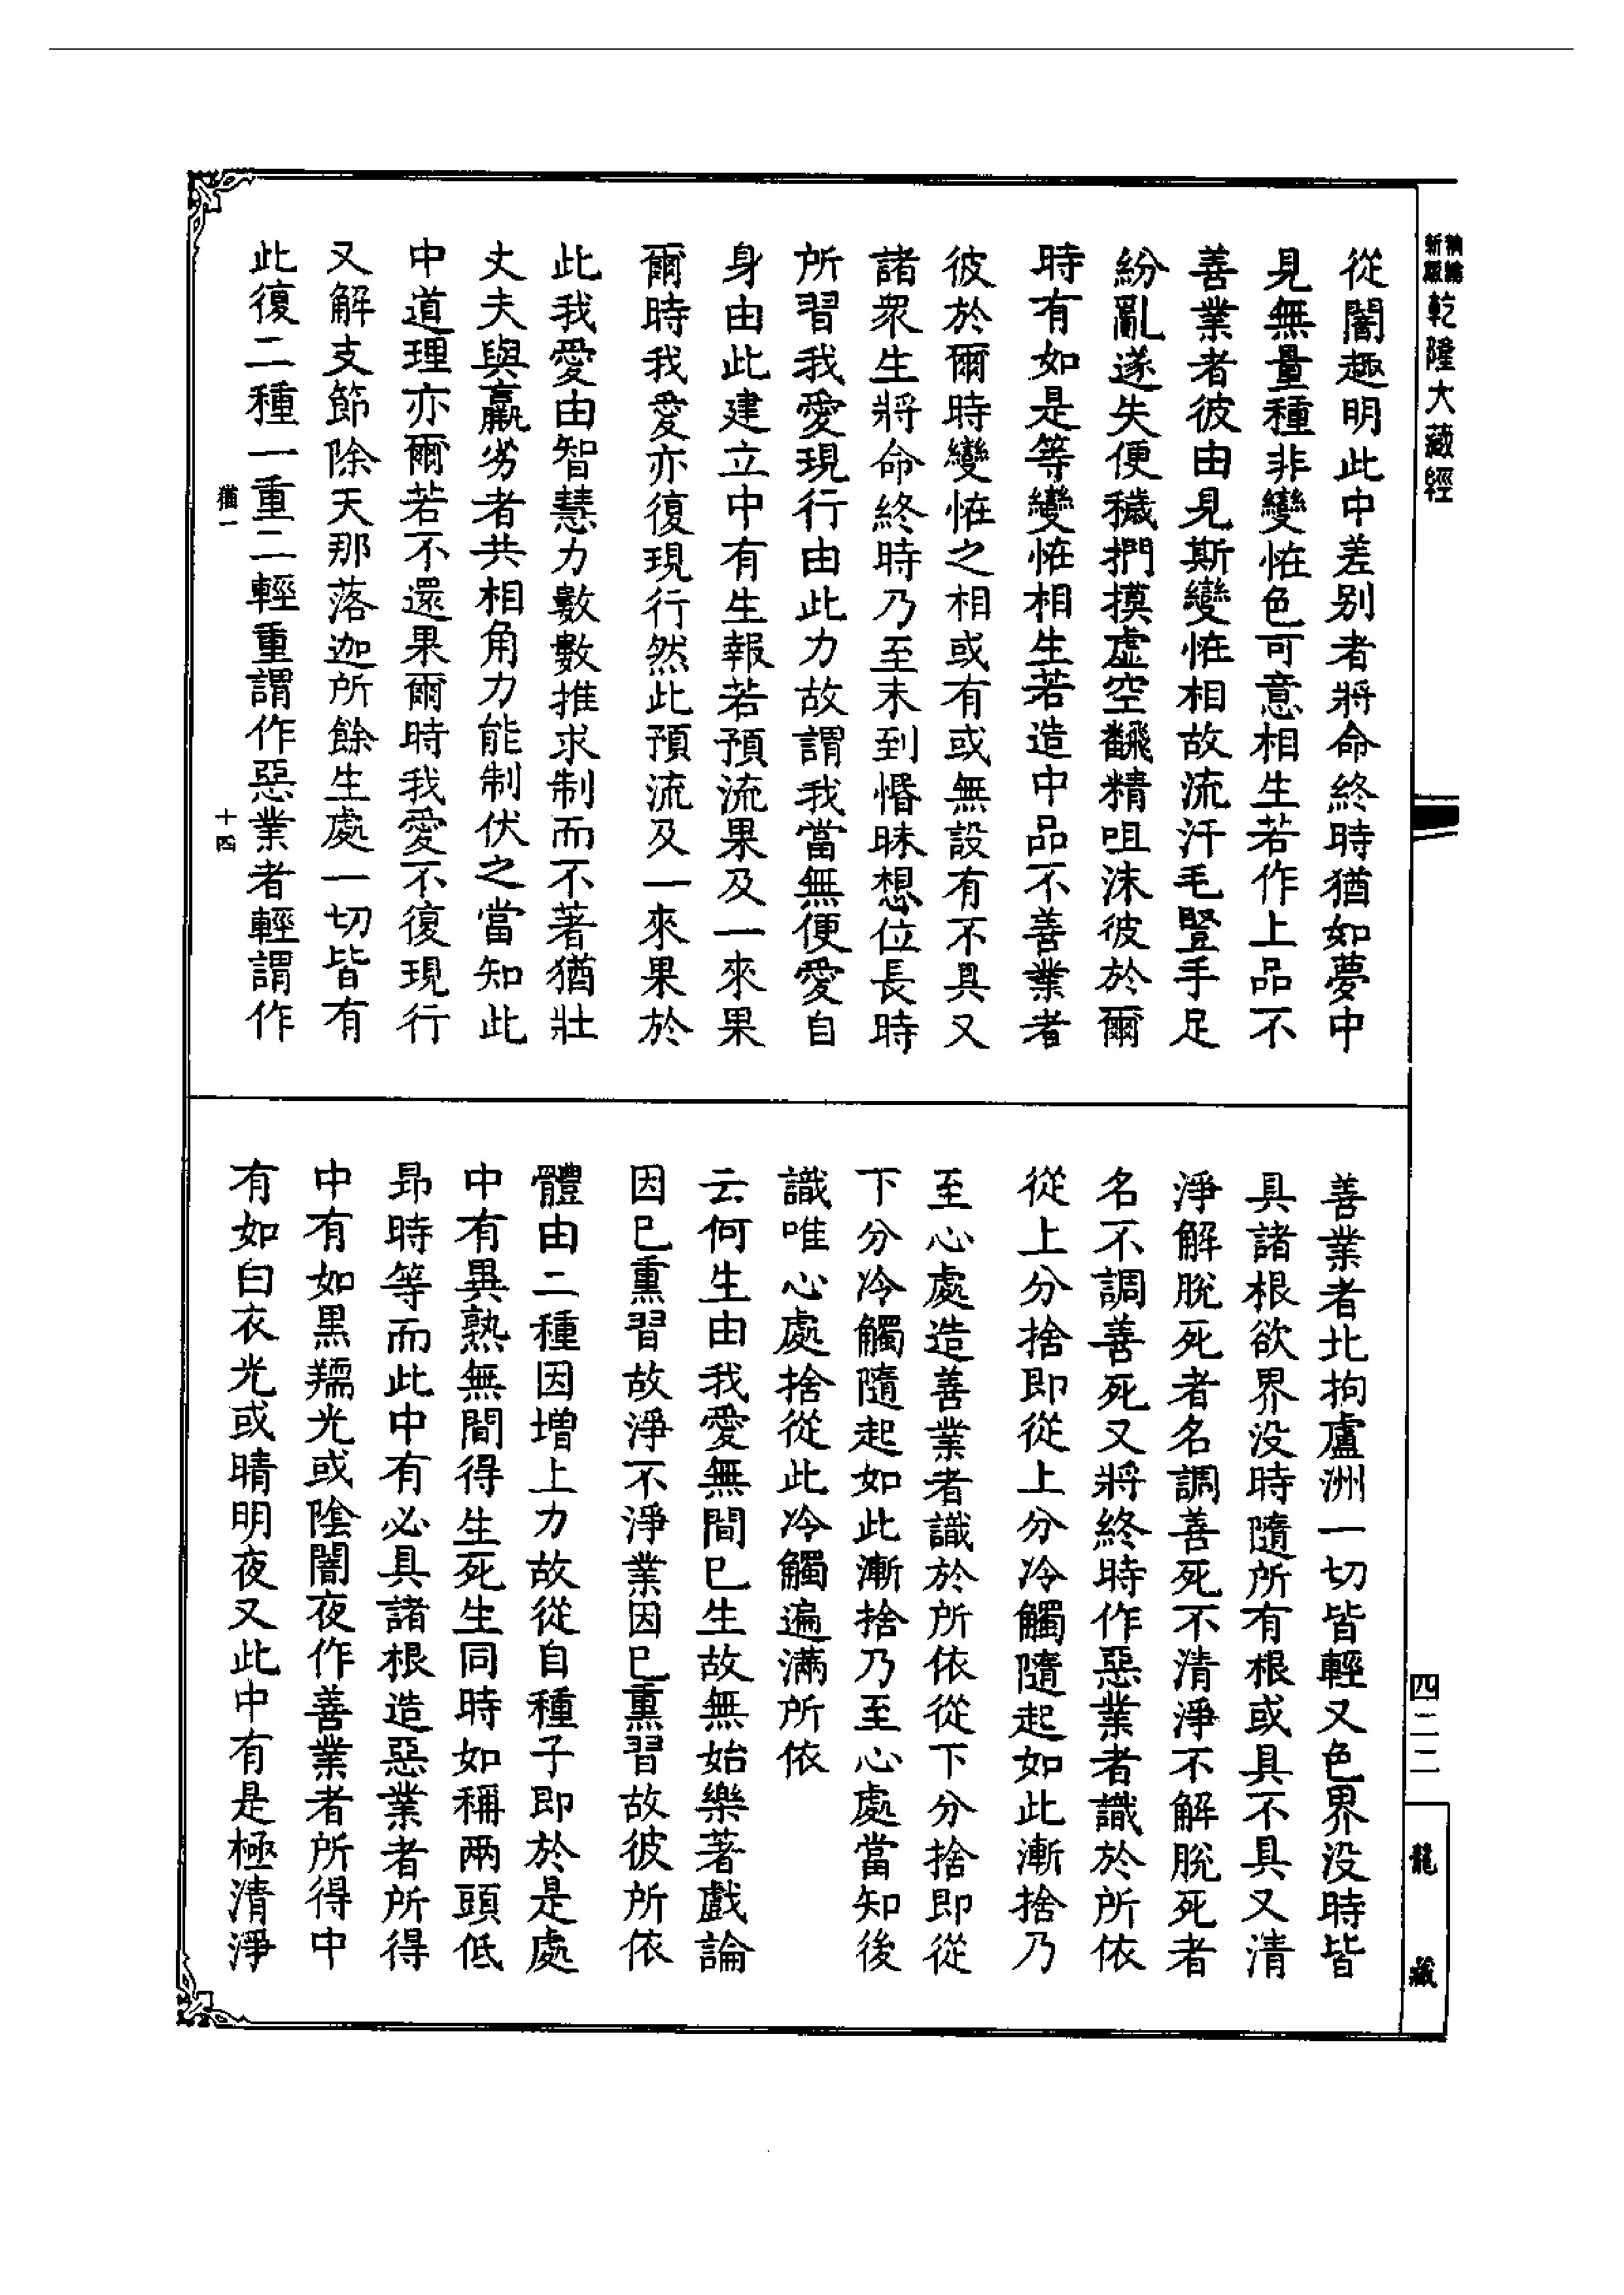 新版
乾隆大藏經
從闇趣明此中差別者將命終時猶如夢中
見無量種非變恠色可意相生若作上品不
善業者彼由見斯變恠相故流汗毛豎手足
紛亂遂失便穢捫摸虛空飜精咀沫彼於爾
時有如是等變恠相生若造中品不善業者
彼於爾時變恠之相或有或無設有不具又
諸衆生將命終時乃至未到惛昧想位長時
所習我愛現行由此力故謂我當無便愛自
身由此建立中有生報若預流果及一來果
爾時我愛亦復現行然此預流及一來果於
此我愛由智慧力數數推求制而不著猶壯
丈夫與羸劣者共相角力能制伏之當知此
中道理亦爾若不還果爾時我愛不復現行
又解支節除天那落迦所餘生處一切皆有
此復二種一重二輕重謂作惡業者輕謂作
猶一
十四
善業者北拘盧洲一切皆輕又色界没時皆
具諸根欲界没時隨所有根或具不具又清
淨解脫死者名調善死不清淨不解脫死者
名不調善死又將終時作惡業者識於所依
從上分捨即從上分冷觸隨起如此漸捨乃
至心處造善業者識於所依從下分捨即從
下分冷觸隨起如此漸捨乃至心處當知後
識唯心處捨從此冷觸遍滿所依
云何生由我愛無間已生故無始樂著戲論
因已熏習故淨不淨業因已熏習故彼所依
體由二種因增上力故從自種子即於是處
中有異熟無間得生死生同時如稱兩頭低
昻時等而此中有必具諸根造惡業者所得
中有如黑羺光或陰闇夜作善業者所得中
有如白衣光或晴明夜又此中有是極清淨
四二二
龍藏